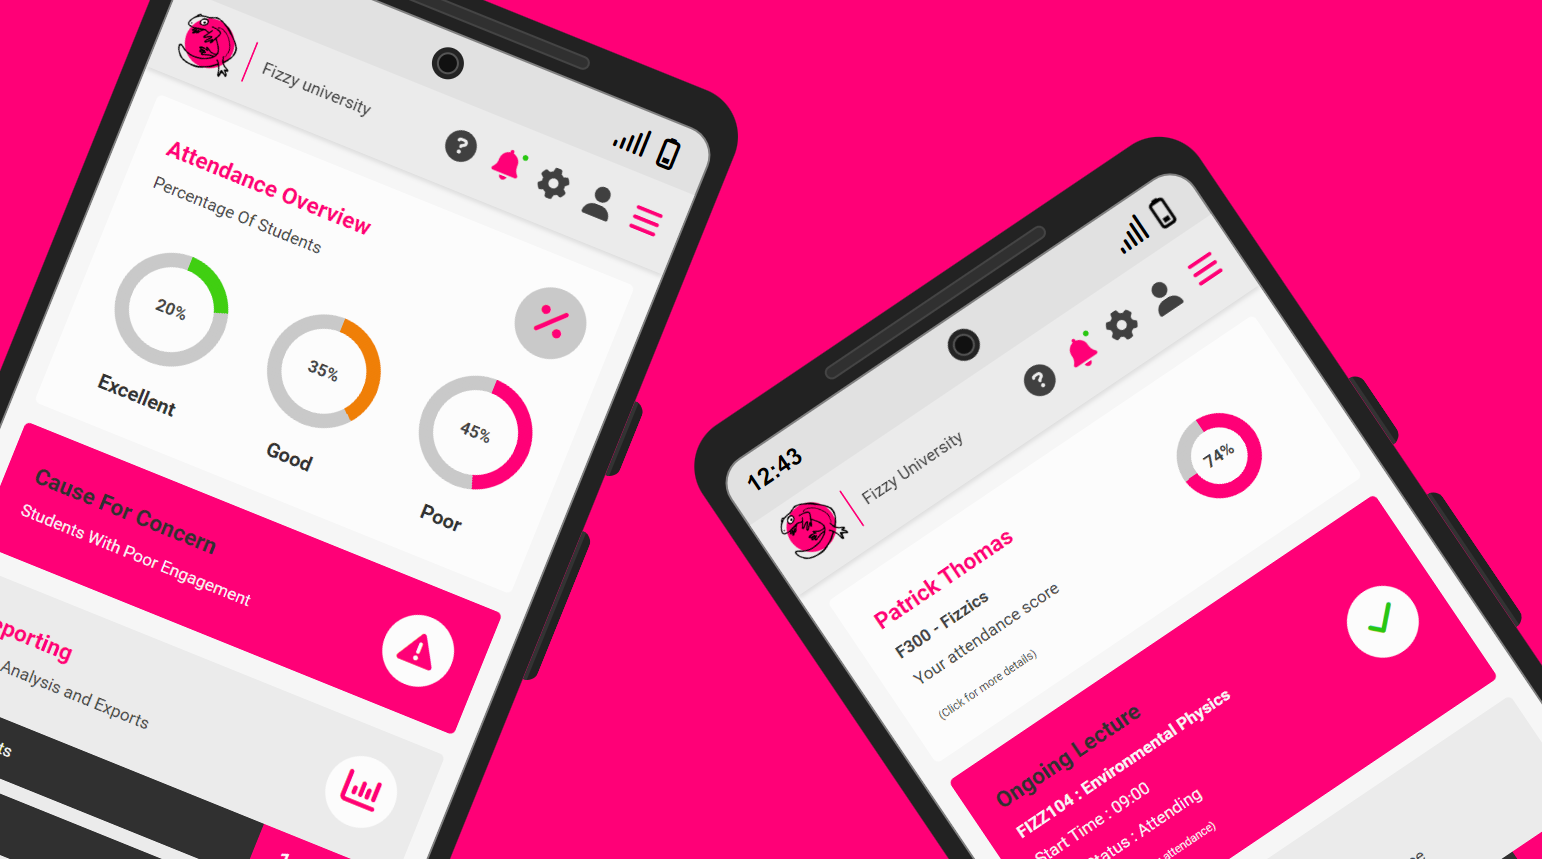 Fizzy university
Attendance Overview
Percentage Of Students
20%
35%
45%
Excellent
Good
Poor
Cause For Concern
Students With Poor Engagement
porting
Analysis and Exports
ts
12:43
Fizzy University
74%
Patrick Thomas
F300 - Fizzics
Your attendance score
(Click for more details)
Ongoing Lecture
FIZZ104 : Environmental Physics
Start Time : 09:00
tatus : Attending
attendance)